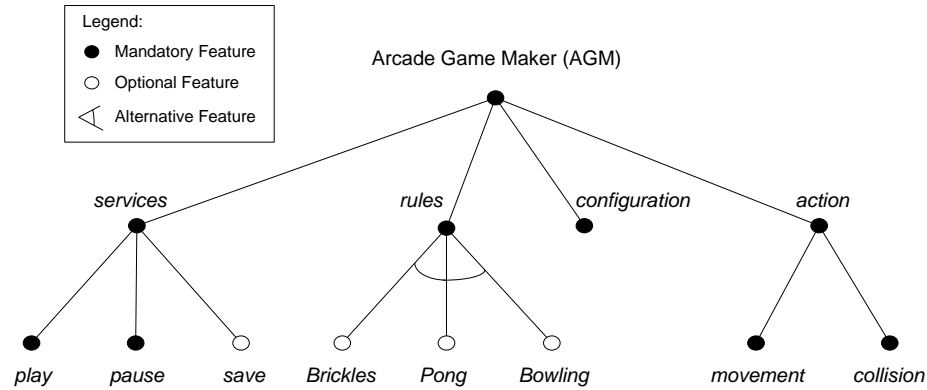 Legend:
Mandatory Feature
Optional Feature
Alternative Feature
Arcade Game Maker (AGM)
services
rules
configuration
action
play
pause
save
Brickles
Pong
Bowling
movement
collision